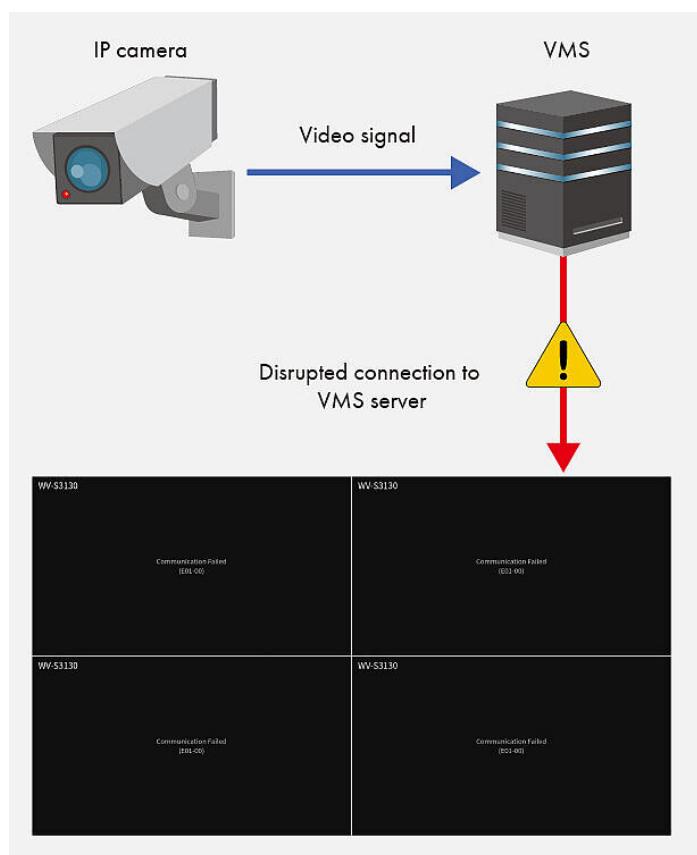 IP camera
VMS
Video signal
Disrupted connection to
VMS server
WV-S3130
Communication Failed
(E01-00)
WV-S3130
Communication Failed
(E01-00)
WV-S3130
Communication Failed
(E01-00)
WV-S3130
Communication Failed
(E01-00)